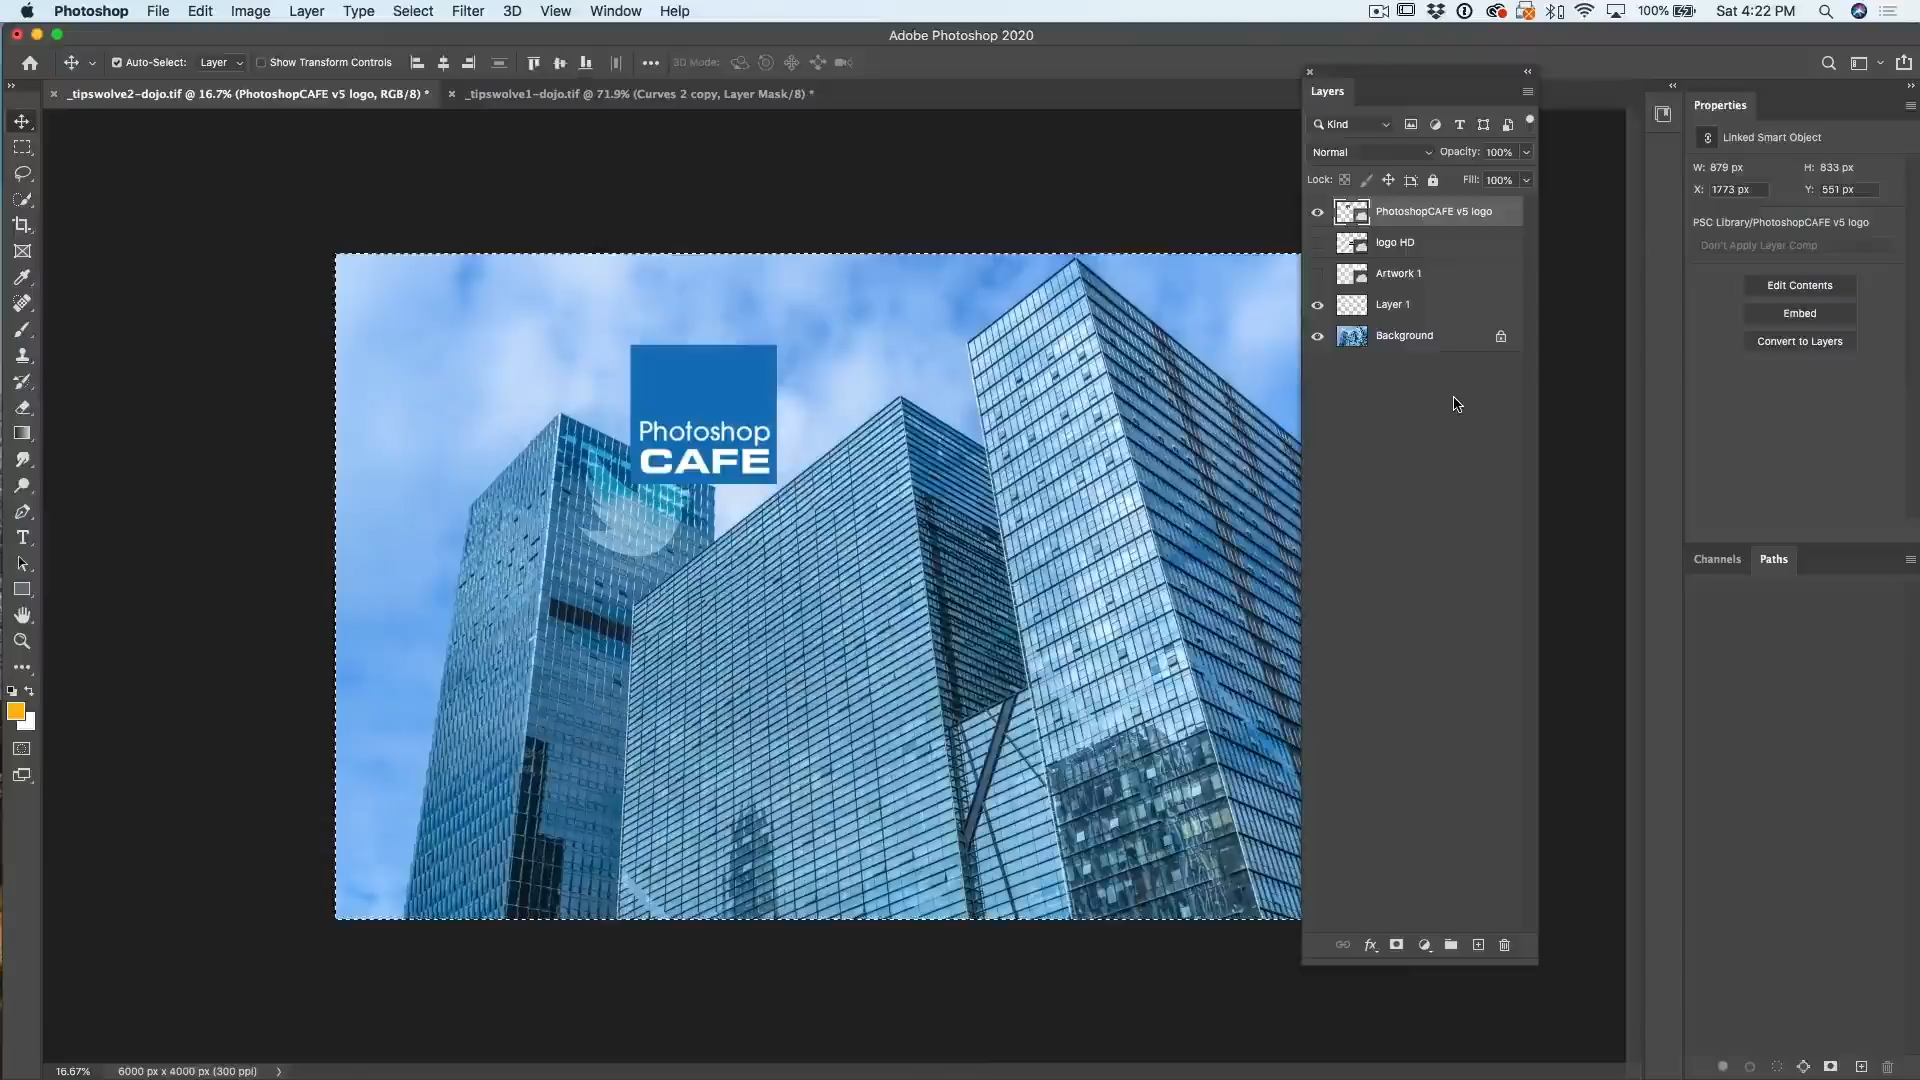 Photoshop File Edit Image Layer Type Select Filter 3D View Window Help 100% Sat 4:22 PM
Adobe Photoshop 2020
Auto-Select: Layer Show Transform Controls 3D Mode:
_tipswolve2-dojo.tif @ 16.7% (PhotoshopCAFE v5 logo, RGB/8) *
_tipswolve1-dojo.tif @ 71.9% (Curves 2 copy, Layer Mask/8) *
Layers
Kind
Normal Opacity: 100%
Lock: Fill: 100%
PhotoshopCAFE v5 logo
logo HD
Artwork 1
Layer 1
Background
Properties
Linked Smart Object
W: 879 px H: 833 px
X: 1773 px Y: 551 px
PSC Library/PhotoshopCAFE v5 logo
Don't Apply Layer Comp
Edit Contents
Embed
Convert to Layers
Channels Paths
Photoshop
CAFE
16.67% 6000 px x 4000 px (300 ppi)